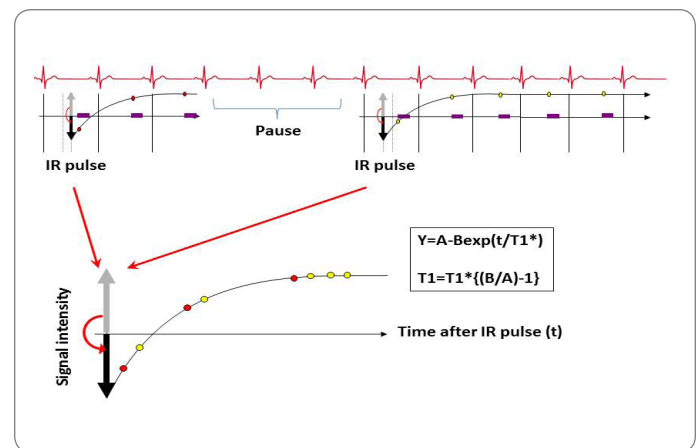 Pause
IR pulse
IR pulse
Y=A-Bexp(t/T1*)
T1=T1*{(B/A)-1}
Signal intensity
Time after IR pulse (t)